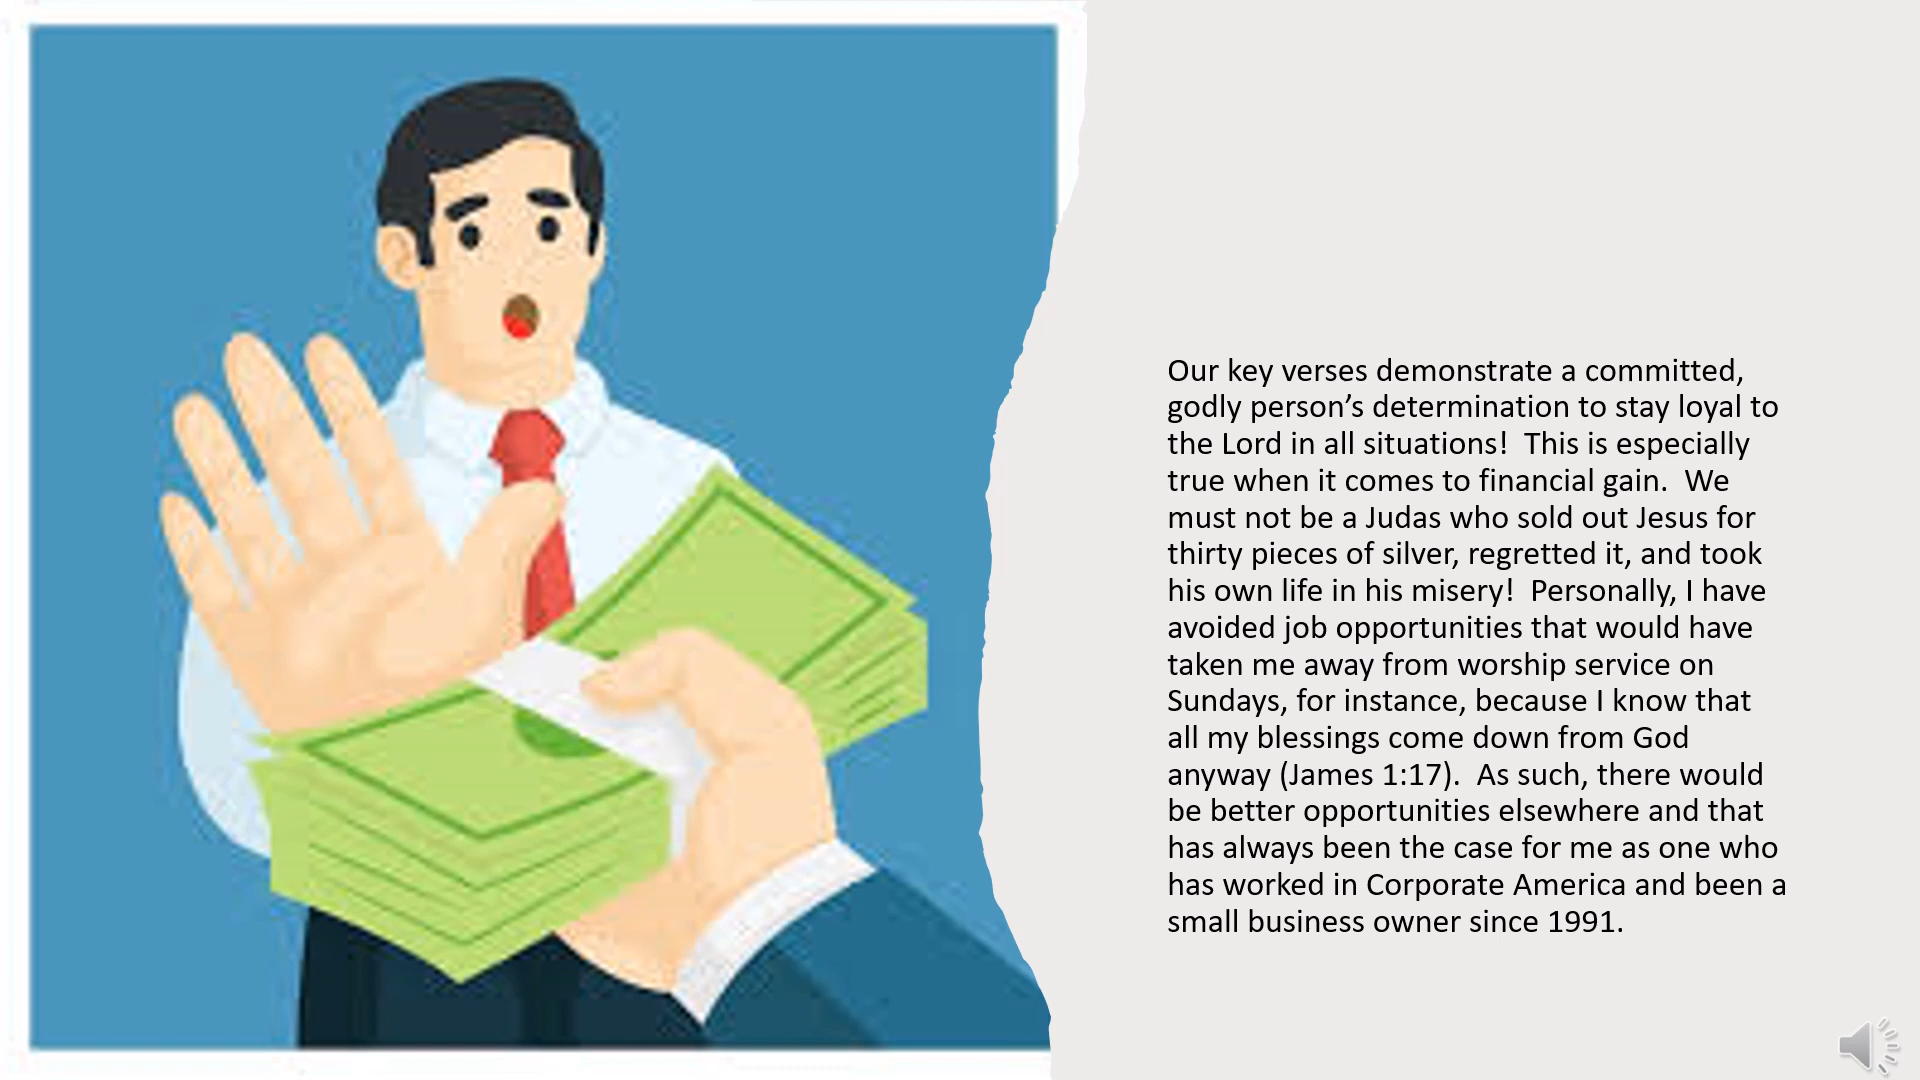 Our key verses demonstrate a committed,
godly person’s determination to stay loyal to
the Lord in all situations!  This is especially
true when it comes to financial gain.  We
must not be a Judas who sold out Jesus for
thirty pieces of silver, regretted it, and took
his own life in his misery!  Personally, I have
avoided job opportunities that would have
taken me away from worship service on
Sundays, for instance, because I know that
all my blessings come down from God
anyway (James 1:17).  As such, there would
be better opportunities elsewhere and that
has always been the case for me as one who
has worked in Corporate America and been a
small business owner since 1991.